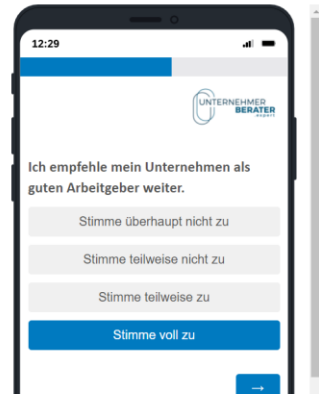 12:29
UNTERNEHMER
BERATER
expert
Ich empfehle mein Unternehmen als
guten Arbeitgeber weiter.
Stimme überhaupt nicht zu
Stimme teilweise nicht zu
Stimme teilweise zu
Stimme voll zu
→